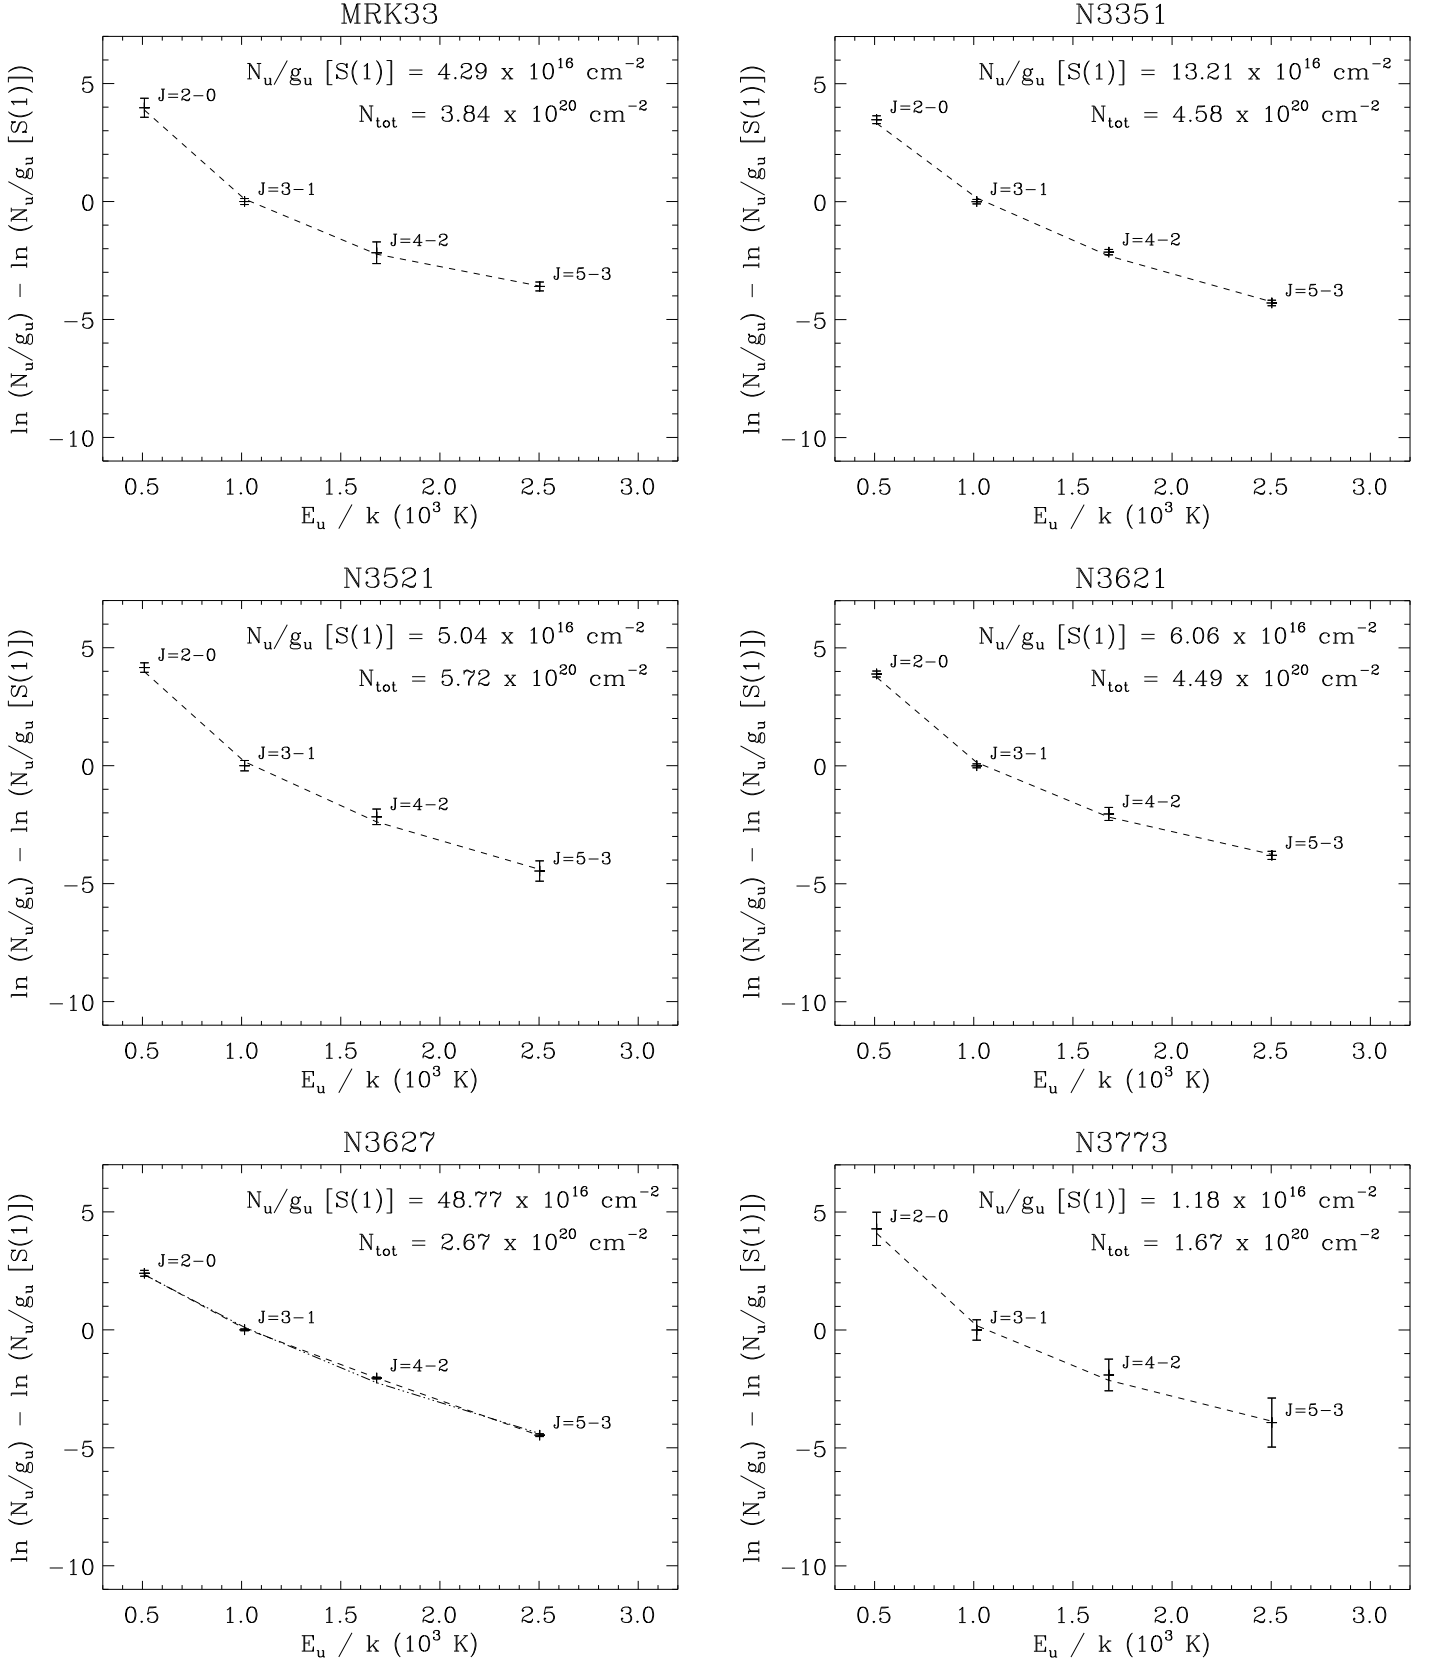 MRK33
N_u/g_u [S(1)] = 4.29 x 10^16 cm^−2
N_tot = 3.84 x 10^20 cm^−2
J=2−0
J=3−1
J=4−2
J=5−3
5
0
−5
−10
ln (N_u/g_u) − ln (N_u/g_u [S(1)])
0.5 1.0 1.5 2.0 2.5 3.0
E_u / k (10^3 K)
N3351
N_u/g_u [S(1)] = 13.21 x 10^16 cm^−2
N_tot = 4.58 x 10^20 cm^−2
J=2−0
J=3−1
J=4−2
J=5−3
5
0
−5
−10
ln (N_u/g_u) − ln (N_u/g_u [S(1)])
0.5 1.0 1.5 2.0 2.5 3.0
E_u / k (10^3 K)
N3521
N_u/g_u [S(1)] = 5.04 x 10^16 cm^−2
N_tot = 5.72 x 10^20 cm^−2
J=2−0
J=3−1
J=4−2
J=5−3
5
0
−5
−10
ln (N_u/g_u) − ln (N_u/g_u [S(1)])
0.5 1.0 1.5 2.0 2.5 3.0
E_u / k (10^3 K)
N3621
N_u/g_u [S(1)] = 6.06 x 10^16 cm^−2
N_tot = 4.49 x 10^20 cm^−2
J=2−0
J=3−1
J=4−2
J=5−3
5
0
−5
−10
ln (N_u/g_u) − ln (N_u/g_u [S(1)])
0.5 1.0 1.5 2.0 2.5 3.0
E_u / k (10^3 K)
N3627
N_u/g_u [S(1)] = 48.77 x 10^16 cm^−2
N_tot = 2.67 x 10^20 cm^−2
J=2−0
J=3−1
J=4−2
J=5−3
5
0
−5
−10
ln (N_u/g_u) − ln (N_u/g_u [S(1)])
0.5 1.0 1.5 2.0 2.5 3.0
E_u / k (10^3 K)
N3773
N_u/g_u [S(1)] = 1.18 x 10^16 cm^−2
N_tot = 1.67 x 10^20 cm^−2
J=2−0
J=3−1
J=4−2
J=5−3
5
0
−5
−10
ln (N_u/g_u) − ln (N_u/g_u [S(1)])
0.5 1.0 1.5 2.0 2.5 3.0
E_u / k (10^3 K)